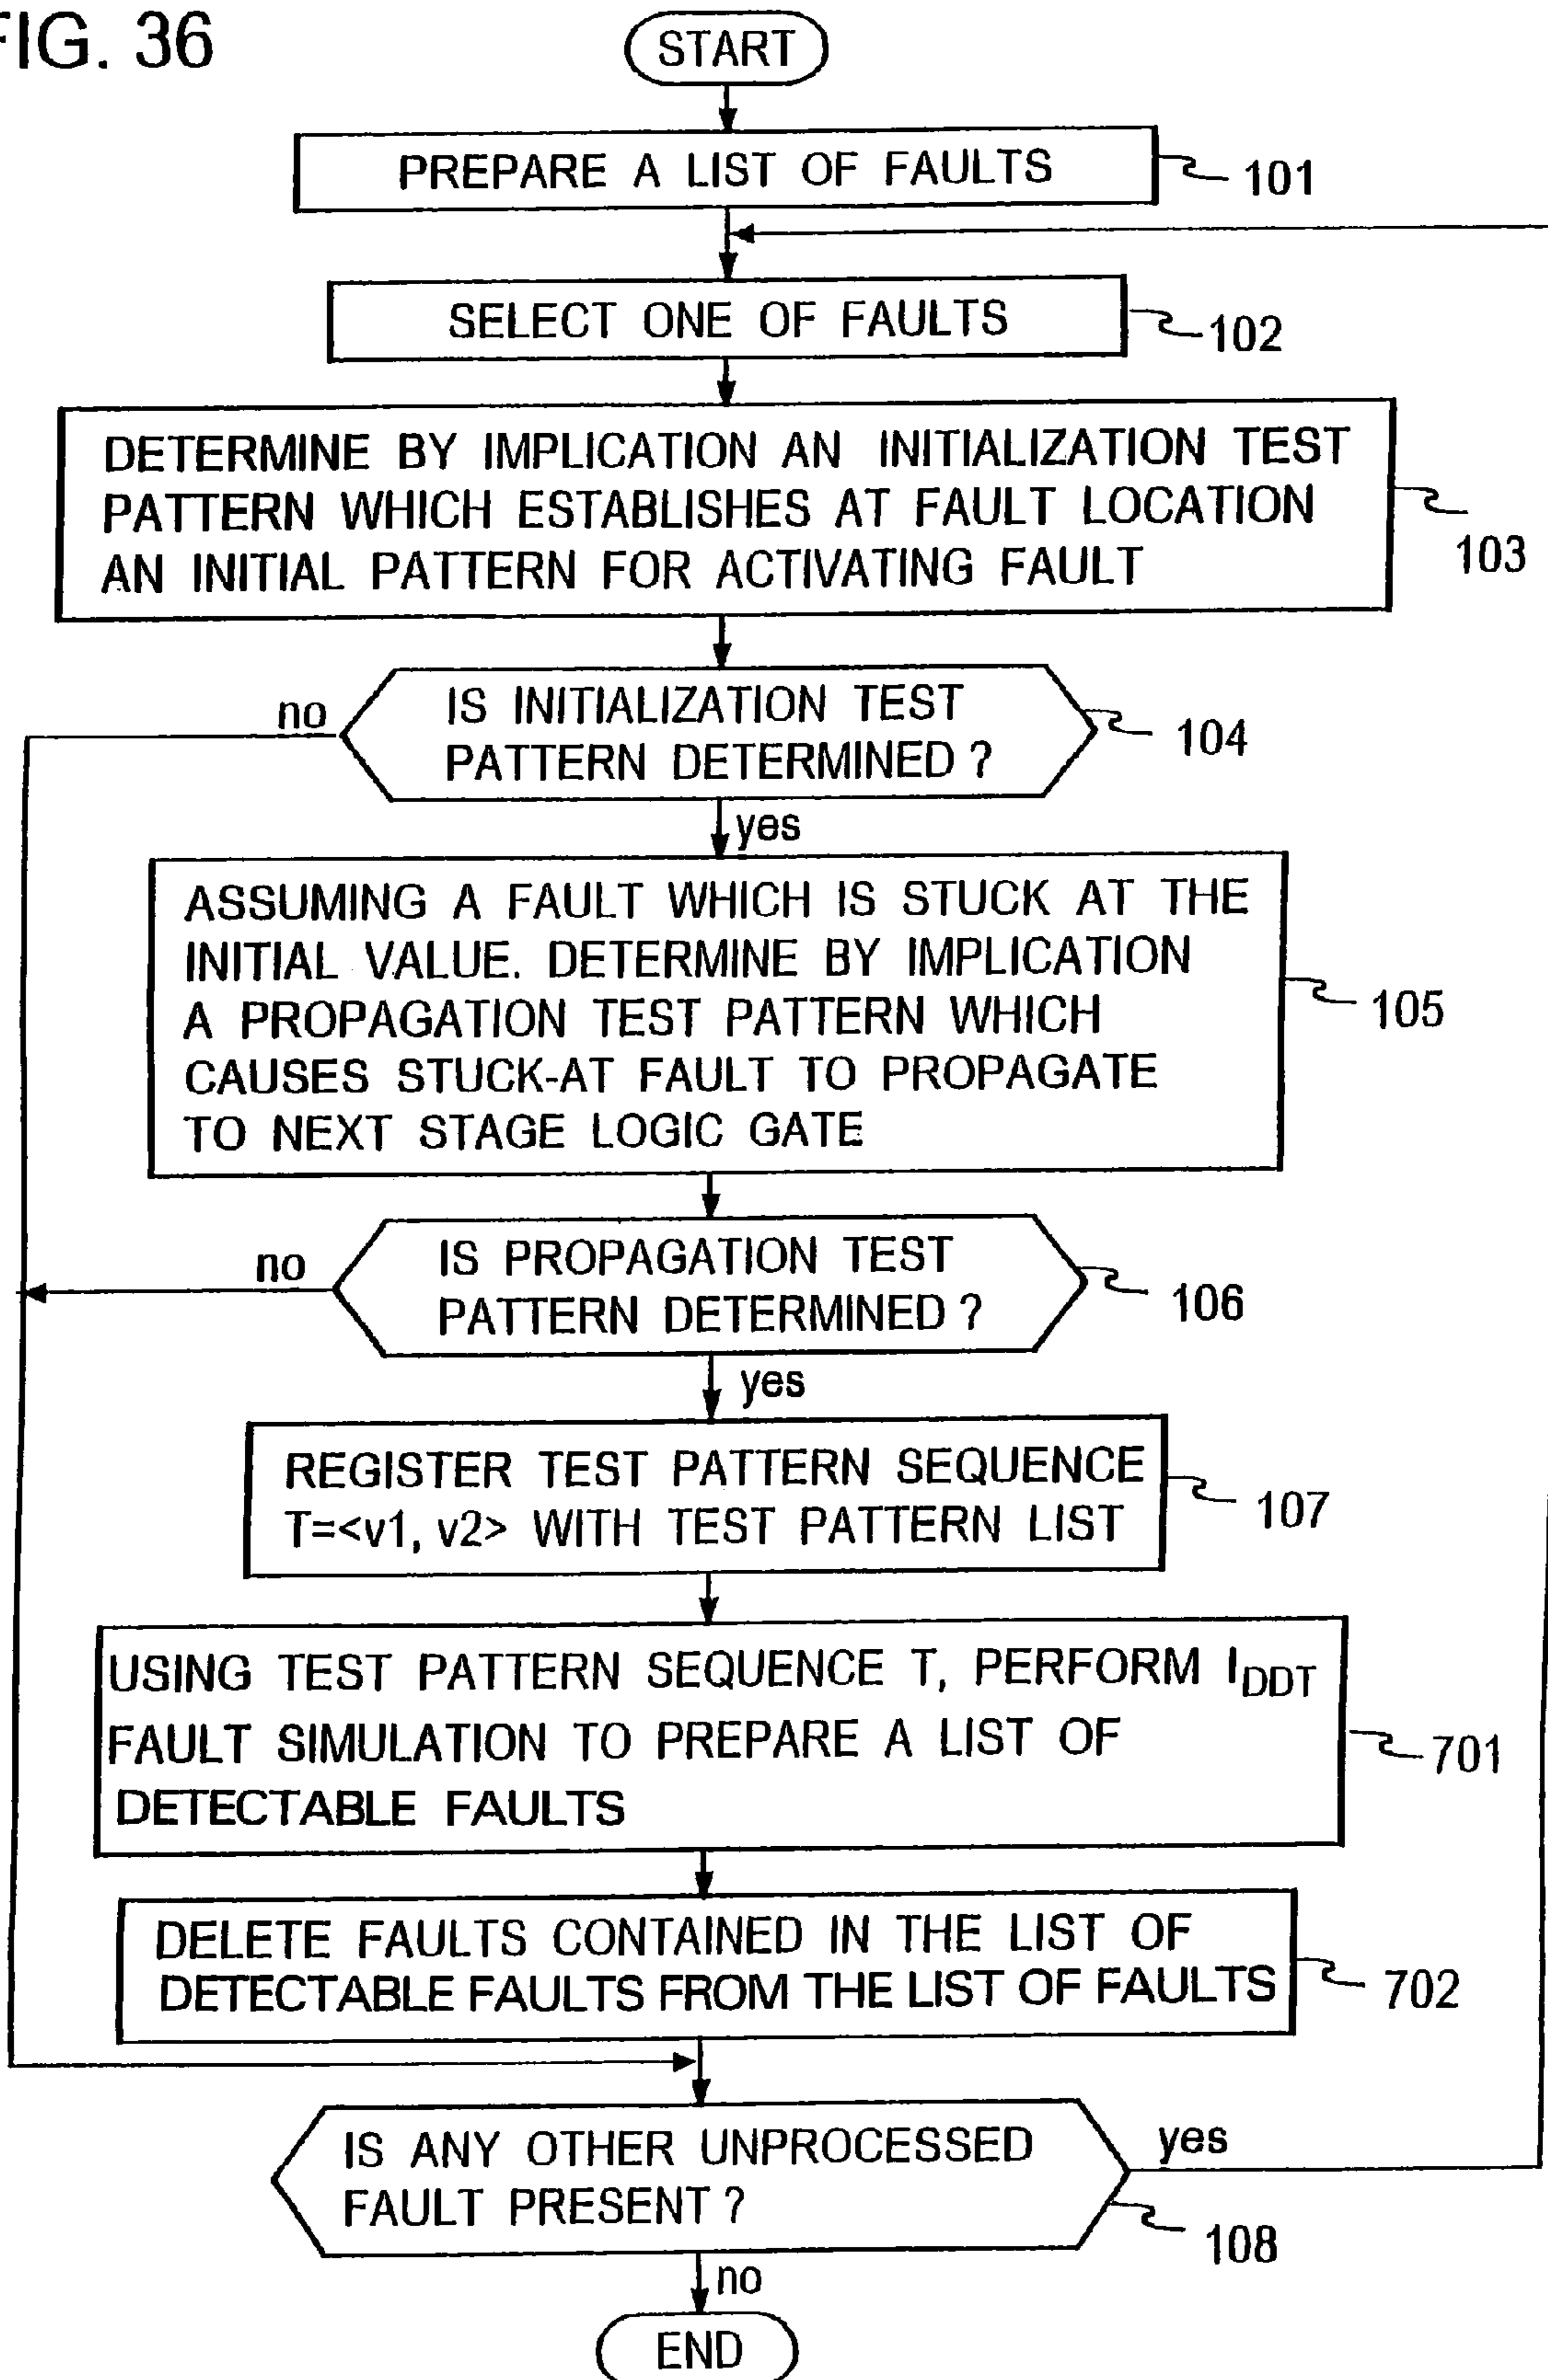 FIG. 36
START
PREPARE A LIST OF FAULTS
101
SELECT ONE OF FAULTS
102
DETERMINE BY IMPLICATION AN INITIALIZATION TEST
PATTERN WHICH ESTABLISHES AT FAULT LOCATION
AN INITIAL PATTERN FOR ACTIVATING FAULT
103
no
IS INITIALIZATION TEST
PATTERN DETERMINED ?
104
yes
ASSUMING A FAULT WHICH IS STUCK AT THE
INITIAL VALUE. DETERMINE BY IMPLICATION
A PROPAGATION TEST PATTERN WHICH
CAUSES STUCK-AT FAULT TO PROPAGATE
TO NEXT STAGE LOGIC GATE
105
no
IS PROPAGATION TEST
PATTERN DETERMINED ?
106
yes
REGISTER TEST PATTERN SEQUENCE
T=<v1, v2> WITH TEST PATTERN LIST
107
USING TEST PATTERN SEQUENCE T, PERFORM IDDT
FAULT SIMULATION TO PREPARE A LIST OF
DETECTABLE FAULTS
701
DELETE FAULTS CONTAINED IN THE LIST OF
DETECTABLE FAULTS FROM THE LIST OF FAULTS
702
IS ANY OTHER UNPROCESSED
FAULT PRESENT ?
yes
108
no
END